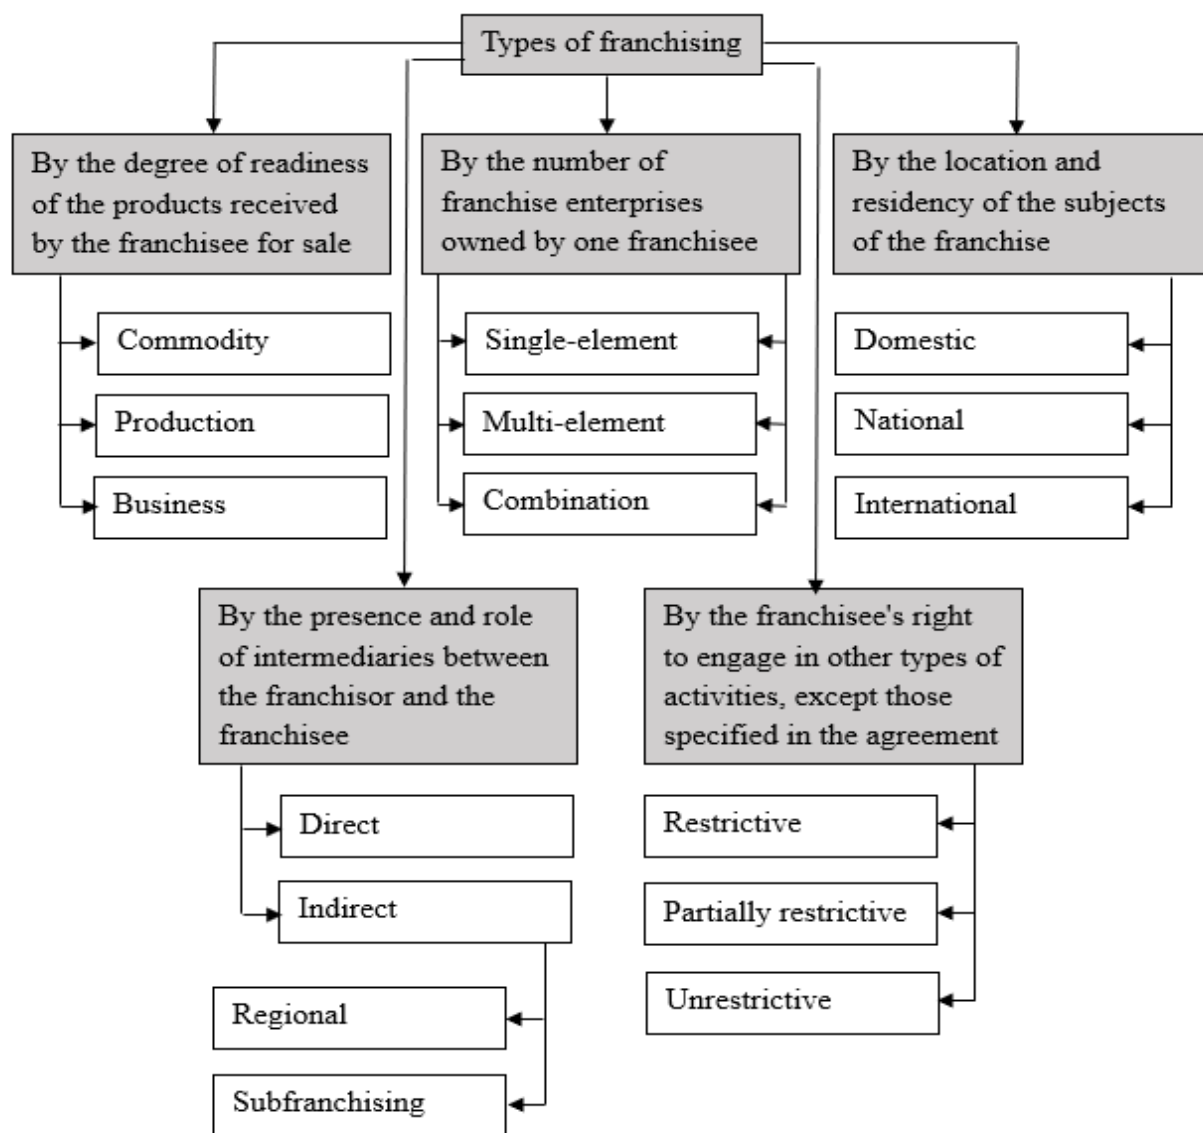 Types of franchising
By the degree of readiness
of the products received
by the franchisee for sale
Commodity
Production
Business
By the number of
franchise enterprises
owned by one franchisee
Single-element
Multi-element
Combination
By the location and
residency of the subjects
of the franchise
Domestic
National
International
By the presence and role
of intermediaries between
the franchisor and the
franchisee
Direct
Indirect
Regional
Subfranchising
By the franchisee's right
to engage in other types of
activities, except those
specified in the agreement
Restrictive
Partially restrictive
Unrestrictive